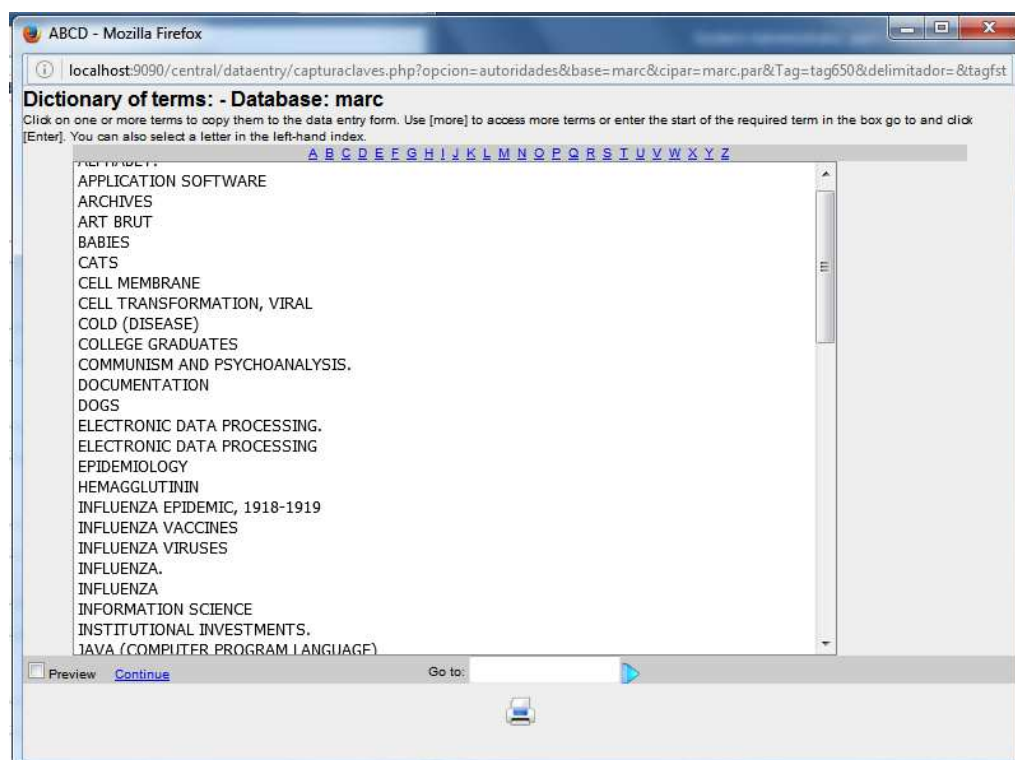 ABCD - Mozilla Firefox
localhost:9090/central/dataentry/capturaclaves.php?opcion=autoridades&base=marc&cipar=marc.par&Tag=tag650&delimitador=&tagfst
Dictionary of terms: - Database: marc
Click on one or more terms to copy them to the data entry form. Use [more] to access more terms or enter the start of the required term in the box go to and click
[Enter]. You can also select a letter in the left-hand index.
A B C D E F G H I J K L M N O P Q R S T U V W X Y Z
ALPHABET.
APPLICATION SOFTWARE
ARCHIVES
ART BRUT
BABIES
CATS
CELL MEMBRANE
CELL TRANSFORMATION, VIRAL
COLD (DISEASE)
COLLEGE GRADUATES
COMMUNISM AND PSYCHOANALYSIS.
DOCUMENTATION
DOGS
ELECTRONIC DATA PROCESSING.
ELECTRONIC DATA PROCESSING
EPIDEMIOLOGY
HEMAGGLUTININ
INFLUENZA EPIDEMIC, 1918-1919
INFLUENZA VACCINES
INFLUENZA VIRUSES
INFLUENZA.
INFLUENZA
INFORMATION SCIENCE
INSTITUTIONAL INVESTMENTS.
JAVA (COMPUTER PROGRAM LANGUAGE)
Preview Continue Go to: